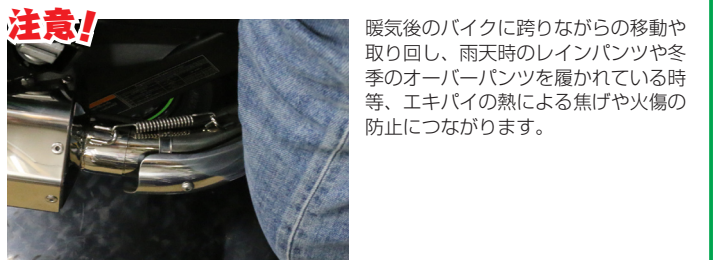 注意!
暖気後のバイクに跨りながらの移動や
取り回し、雨天時のレインパンツや冬
季のオーバーパンツを履かれている時
等、エキパイの熱による焦げや火傷の
防止につながります。